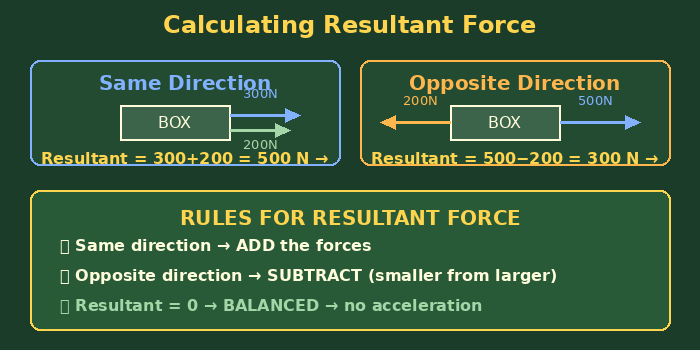 Calculating Resultant Force
Same Direction
300N
BOX
200N
Resultant = 300+200 = 500 N →
Opposite Direction
200N
500N
BOX
Resultant = 500−200 = 300 N →
RULES FOR RESULTANT FORCE
Same direction → ADD the forces
Opposite direction → SUBTRACT (smaller from larger)
Resultant = 0 → BALANCED → no acceleration